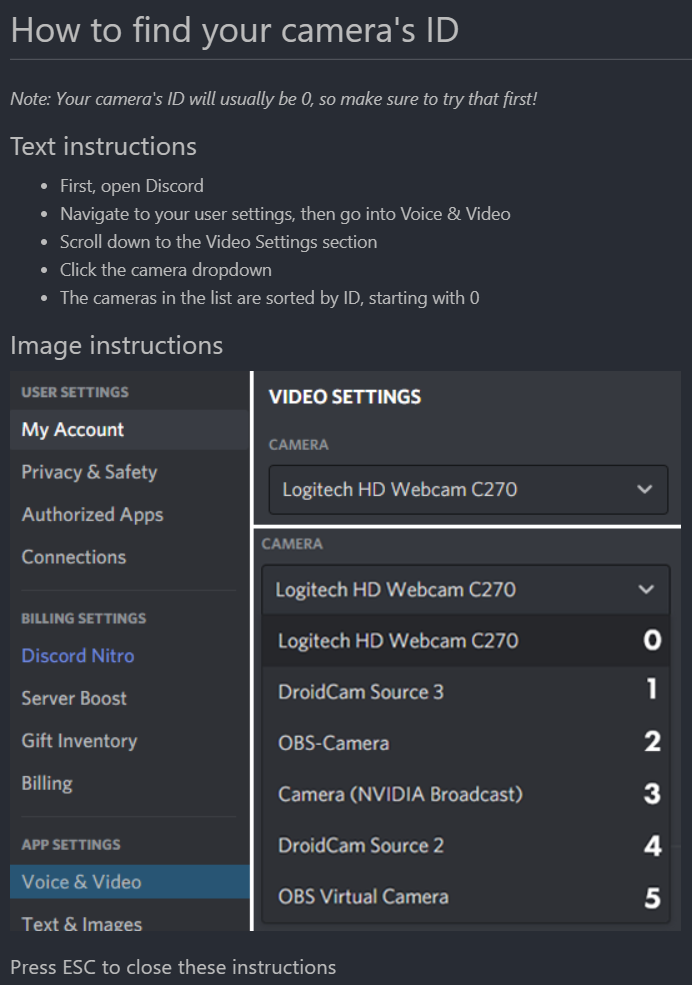 How to find your camera's ID
Note: Your camera's ID will usually be 0, so make sure to try that first!
Text instructions
• First, open Discord
• Navigate to your user settings, then go into Voice & Video
• Scroll down to the Video Settings section
• Click the camera dropdown
• The cameras in the list are sorted by ID, starting with 0
Image instructions
USER SETTINGS
My Account
Privacy & Safety
Authorized Apps
Connections
BILLING SETTINGS
Discord Nitro
Server Boost
Gift Inventory
Billing
APP SETTINGS
Voice & Video
Text & Images
VIDEO SETTINGS
CAMERA
Logitech HD Webcam C270
CAMERA
Logitech HD Webcam C270
Logitech HD Webcam C270 0
DroidCam Source 3 1
OBS-Camera 2
Camera (NVIDIA Broadcast) 3
DroidCam Source 2 4
OBS Virtual Camera 5
Press ESC to close these instructions